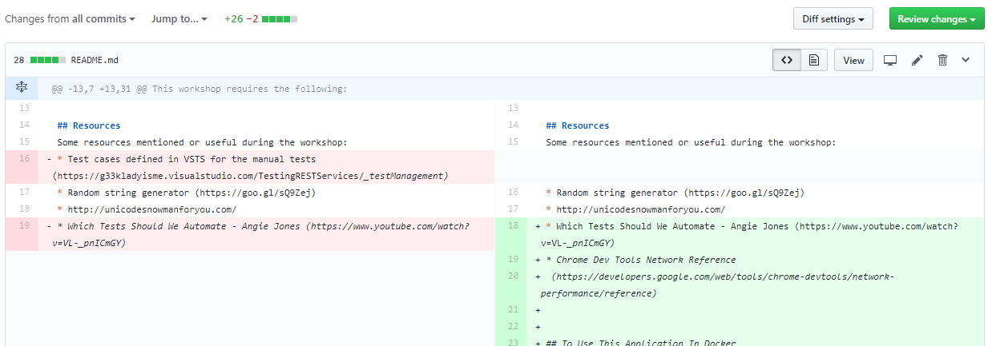 Changes from all commits Jump to... +26 −2 Diff settings Review changes
28 README.md View
@@ -13,7 +13,31 @@ This workshop requires the following:
13
14 ## Resources
15 Some resources mentioned or useful during the workshop:
16 - * Test cases defined in VSTS for the manual tests
(https://g33kladyisme.visualstudio.com/TestingRESTServices/_testManagement)
17 * Random string generator (https://goo.gl/sQ9Zej)
18 * http://unicodesnowmanforyou.com/
19 - * Which Tests Should We Automate - Angie Jones (https://www.youtube.com/watch?
v=VL-_pnICmGY)
13
14 ## Resources
15 Some resources mentioned or useful during the workshop:
16 * Random string generator (https://goo.gl/sQ9Zej)
17 * http://unicodesnowmanforyou.com/
18 + * Which Tests Should We Automate - Angie Jones (https://www.youtube.com/watch?
v=VL-_pnICmGY)
19 + * Chrome Dev Tools Network Reference
20 + (https://developers.google.com/web/tools/chrome-devtools/network-
performance/reference)
21 +
22 +
23 + ## To Use This Application In Docker